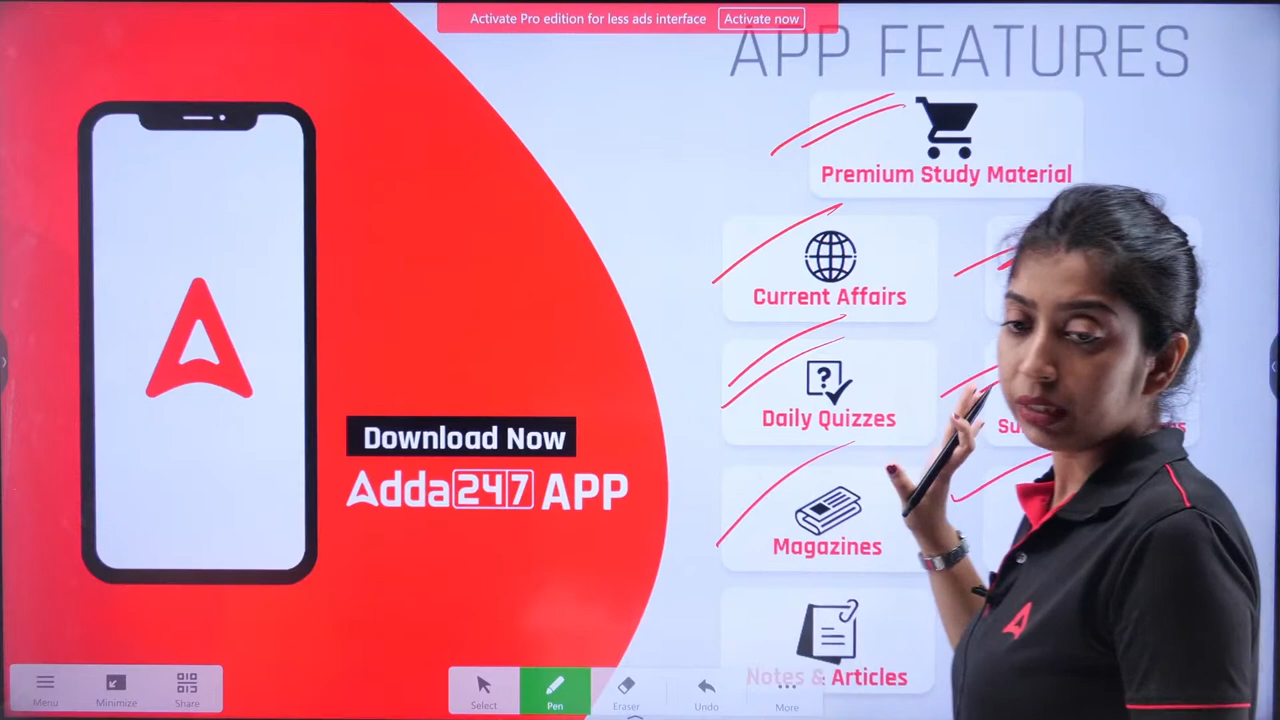 Activate Pro edition for less ads interface
Activate now
APP FEATURES
Premium Study Material
Current Affairs
Daily Quizzes
Magazines
Notes & Articles
Download Now
Adda247 APP
Menu
Minimize
Share
Select
Pen
Eraser
Undo
More